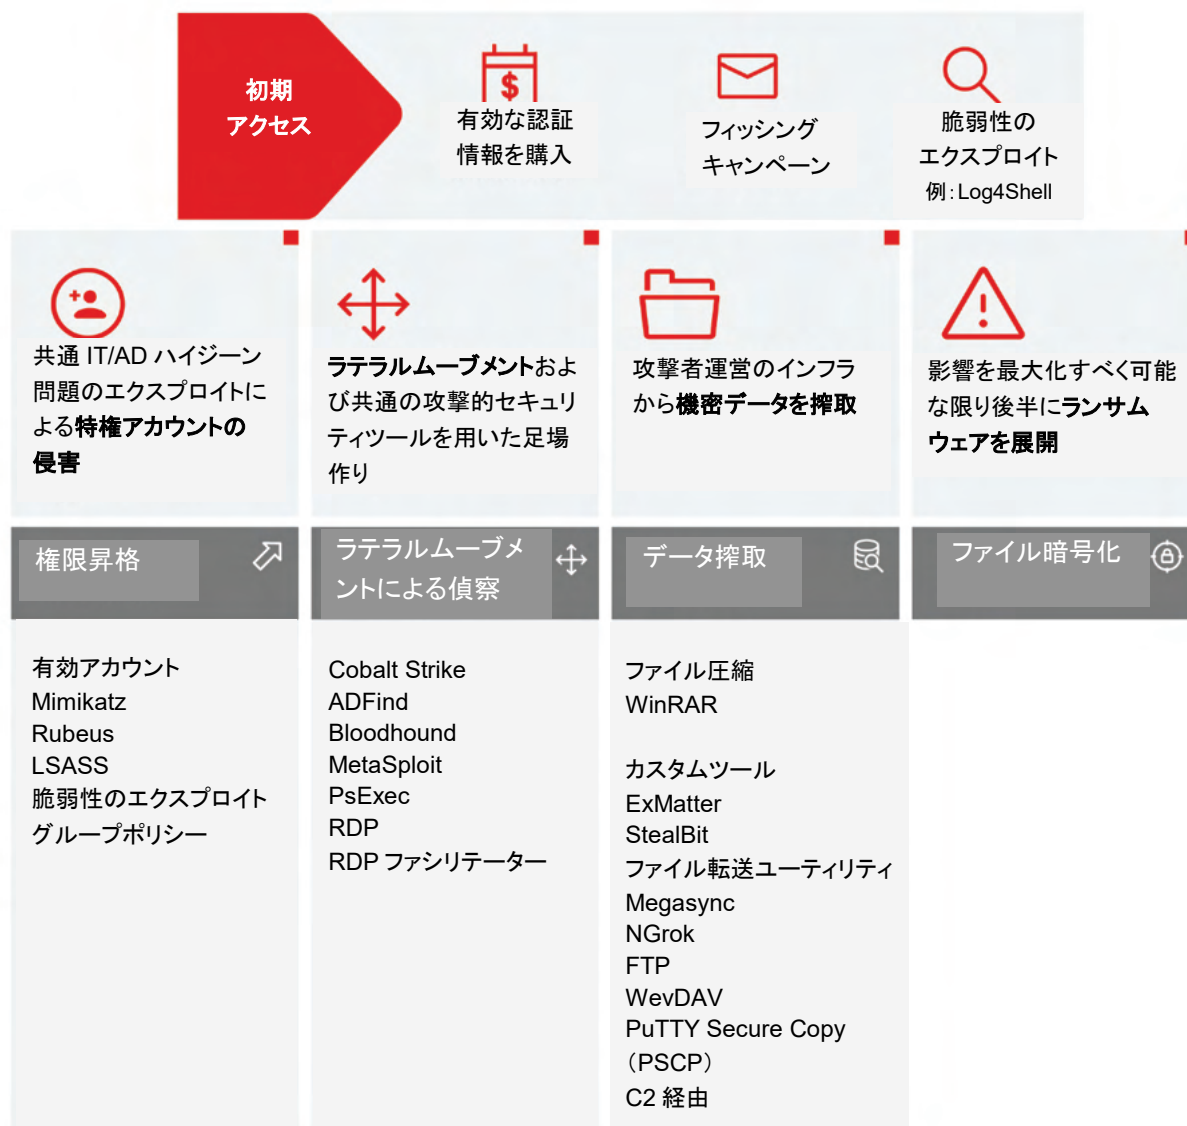 初期
アクセス
$
有効な認証
情報を購入
フィッシング
キャンペーン
脆弱性の
エクスプロイト
例：Log4Shell
共通 IT/AD ハイジーン
問題のエクスプロイトに
よる特権アカウントの
侵害
ラテラルムーブメントおよ
び共通の攻撃的セキュリ
ティツールを用いた足場
作り
攻撃者運営のインフラ
から機密データを搾取
影響を最大化すべく可能
な限り後半にランサム
ウェアを展開
権限昇格
ラテラルムーブメ
ントによる偵察
データ搾取
ファイル暗号化
有効アカウント
Mimikatz
Rubeus
LSASS
脆弱性のエクスプロイト
グループポリシー
Cobalt Strike
ADFind
Bloodhound
MetaSploit
PsExec
RDP
RDP ファシリテーター
ファイル圧縮
WinRAR
カスタムツール
ExMatter
StealBit
ファイル転送ユーティリティ
Megasync
NGrok
FTP
WevDAV
PuTTY Secure Copy
（PSCP）
C2 経由